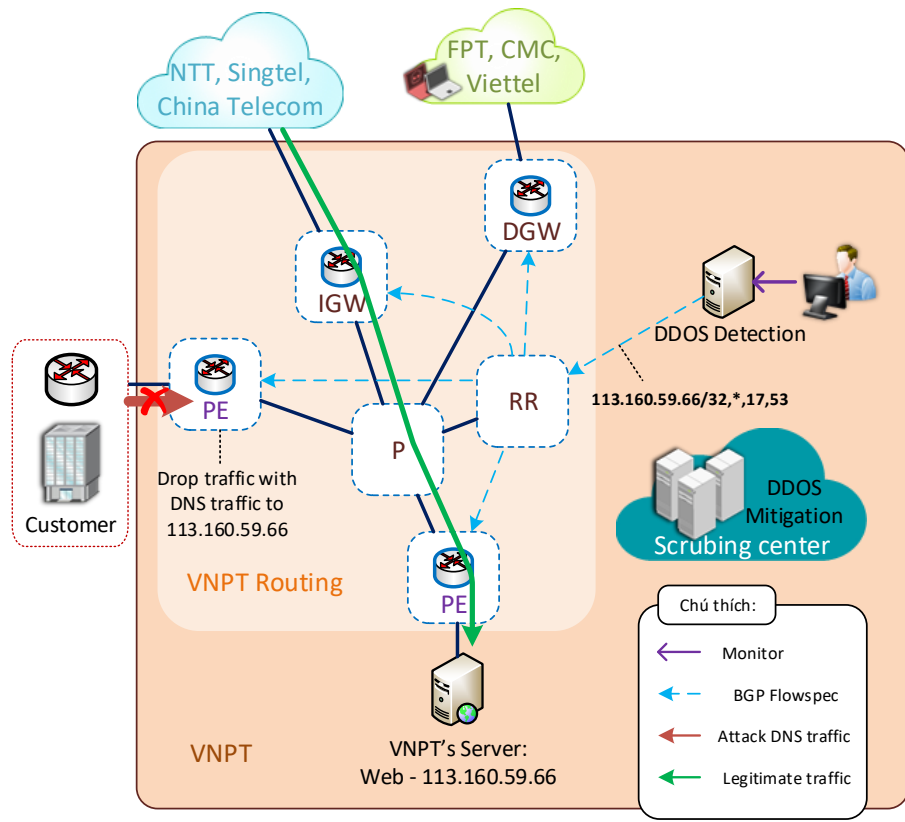 NTT, Singtel,
China Telecom
FPT, CMC,
Viettel
DGW
IGW
DDOS Detection
PE
RR
113.160.59.66/32,*,17,53
P
Customer
Drop traffic with
DNS traffic to
113.160.59.66
DDOS
Mitigation
Scrubing center
VNPT Routing
PE
Chú thích:
Monitor
BGP Flowspec
Attack DNS traffic
Legitimate traffic
VNPT
VNPT's Server:
Web - 113.160.59.66